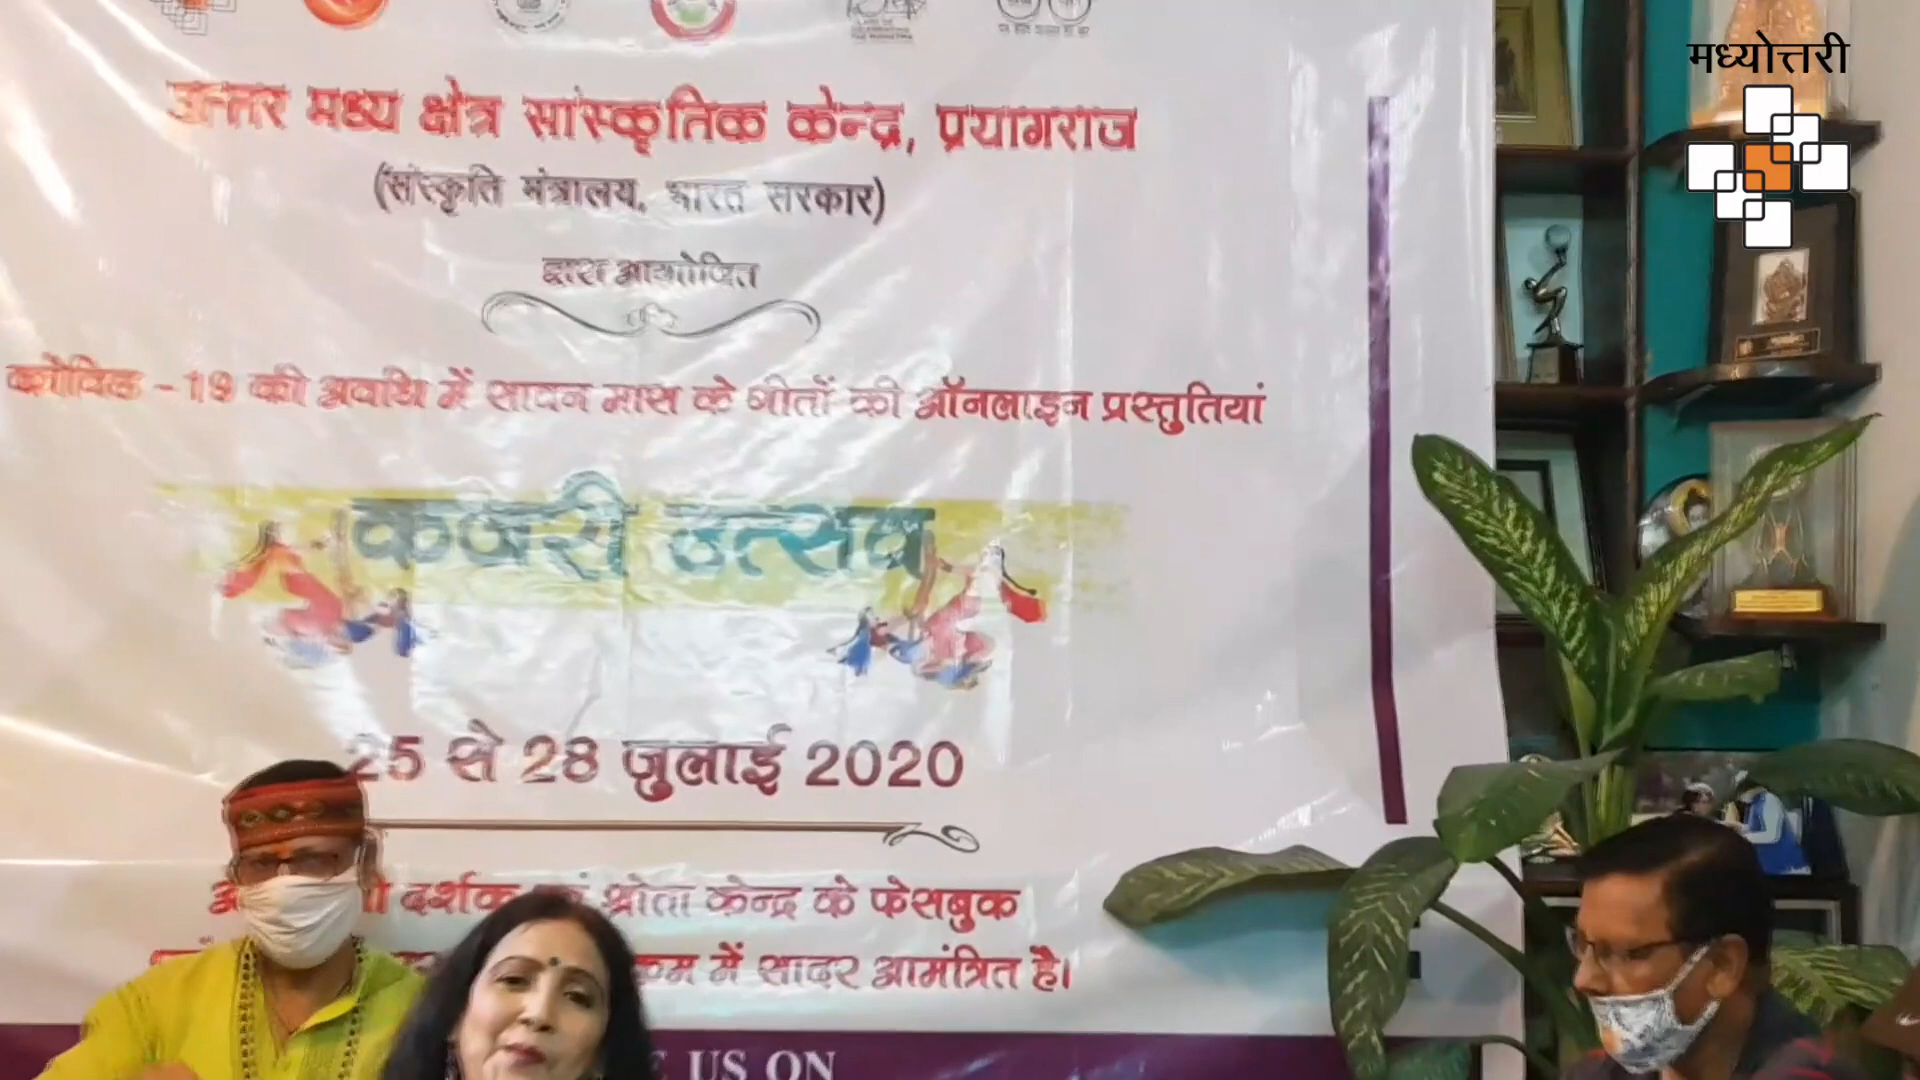 मध्योत्तरी
उत्तर मध्य क्षेत्र सांस्कृतिक केन्द्र, प्रयागराज
(संस्कृति मंत्रालय, भारत सरकार)
द्वारा आयोजित
कोविड - 19 की अवधि में सावन मास के गीतों की ऑनलाइन प्रस्तुतियां
कजरी उत्सव
25 से 28 जुलाई 2020
दर्शक एवं श्रोता केन्द्र के फेसबुक
में सादर आमंत्रित है।
US ON